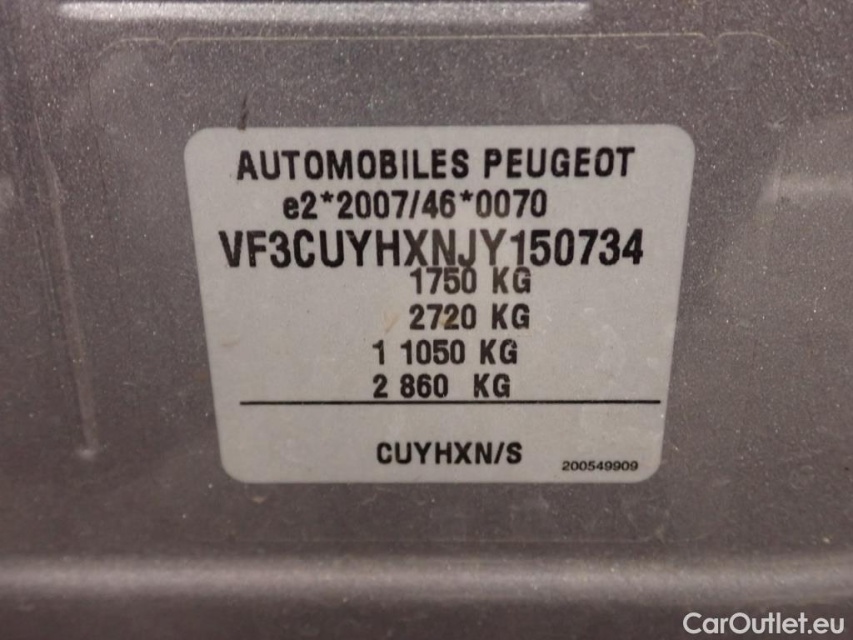 AUTOMOBILES PEUGEOT
e2*2007/46*0070
VF3CUYHXNJY150734
1750 KG
2720 KG
1 1050 KG
2 860 KG
CUYHXN/S
200549909
CarOutlet.eu